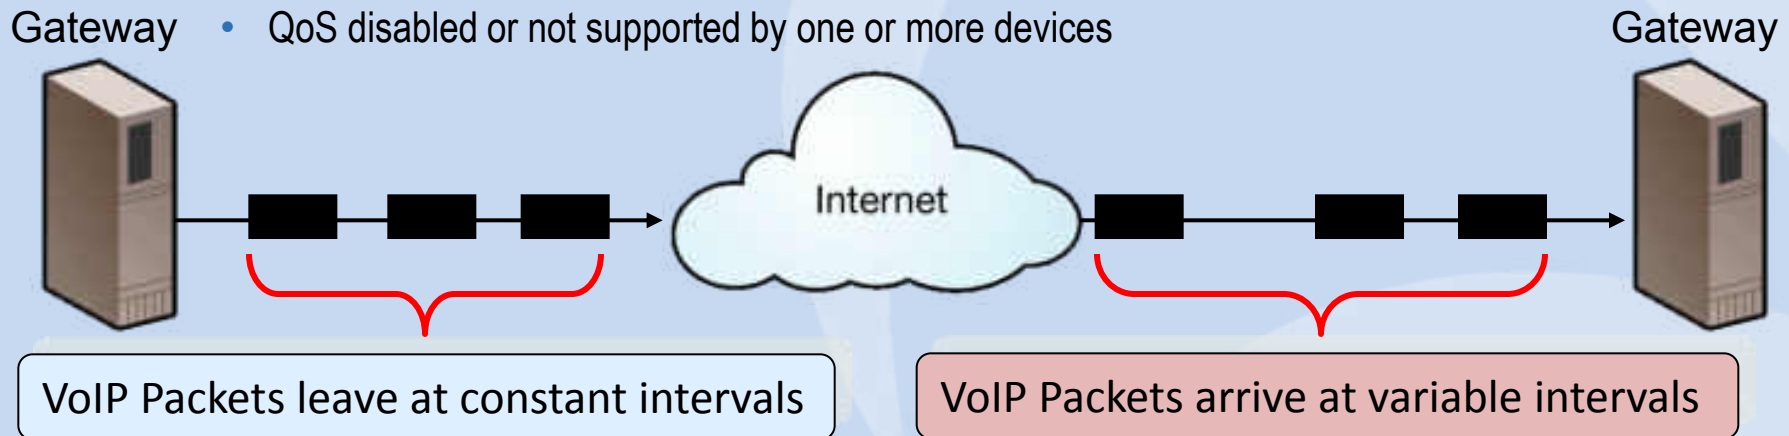 Gateway • QoS disabled or not supported by one or more devices Gateway
Internet
VoIP Packets leave at constant intervals
VoIP Packets arrive at variable intervals